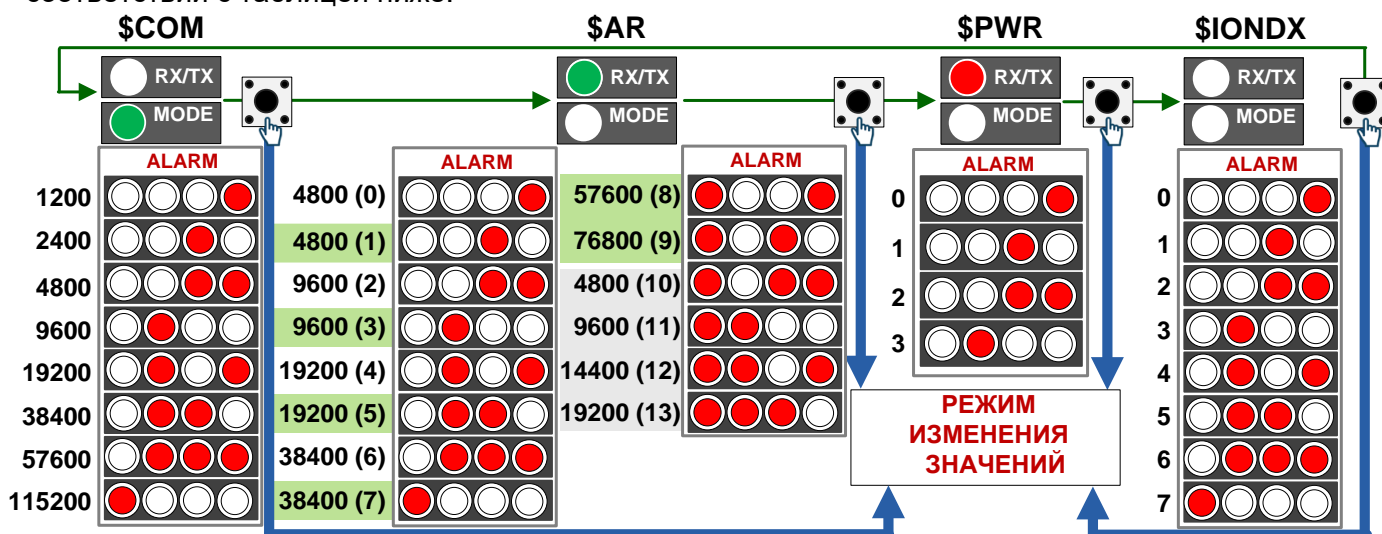 соответствии с таблицей ниже.
$COM $AR $PWR $IONDX
RX/TX RX/TX RX/TX RX/TX
MODE MODE MODE MODE
ALARM ALARM ALARM ALARM ALARM
1200 4800 (0) 57600 (8) 0 0
2400 4800 (1) 76800 (9) 1 1
4800 9600 (2) 4800 (10) 2 2
9600 9600 (3) 9600 (11) 3 3
19200 19200 (4) 14400 (12) 4
38400 19200 (5) 19200 (13) РЕЖИМ 5
57600 38400 (6) ИЗМЕНЕНИЯ 6
115200 38400 (7) ЗНАЧЕНИЙ 7